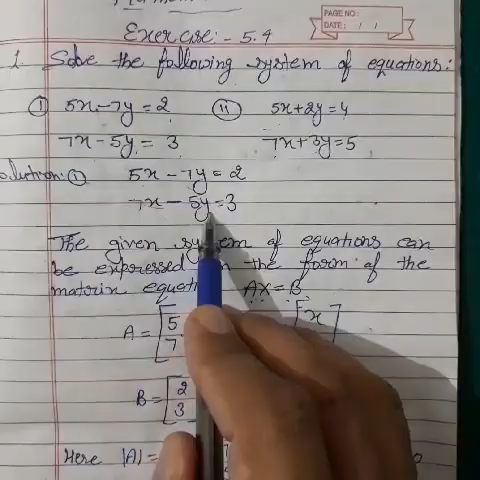 PAGE NO:
DATE: / /
Exercise:- 5.4
1. Solve the following system of equations:
(i) 5x-7y=2 (ii) 5x+2y=4
7x-5y= 3 7x+3y=5
Solution: (i) 5x - 7y = 2
7x - 5y=3
The given system of equations can
be expressed in the form of the
matrix equation AX=B
A = [5 [x
7
B = [2
3
Here |A| =